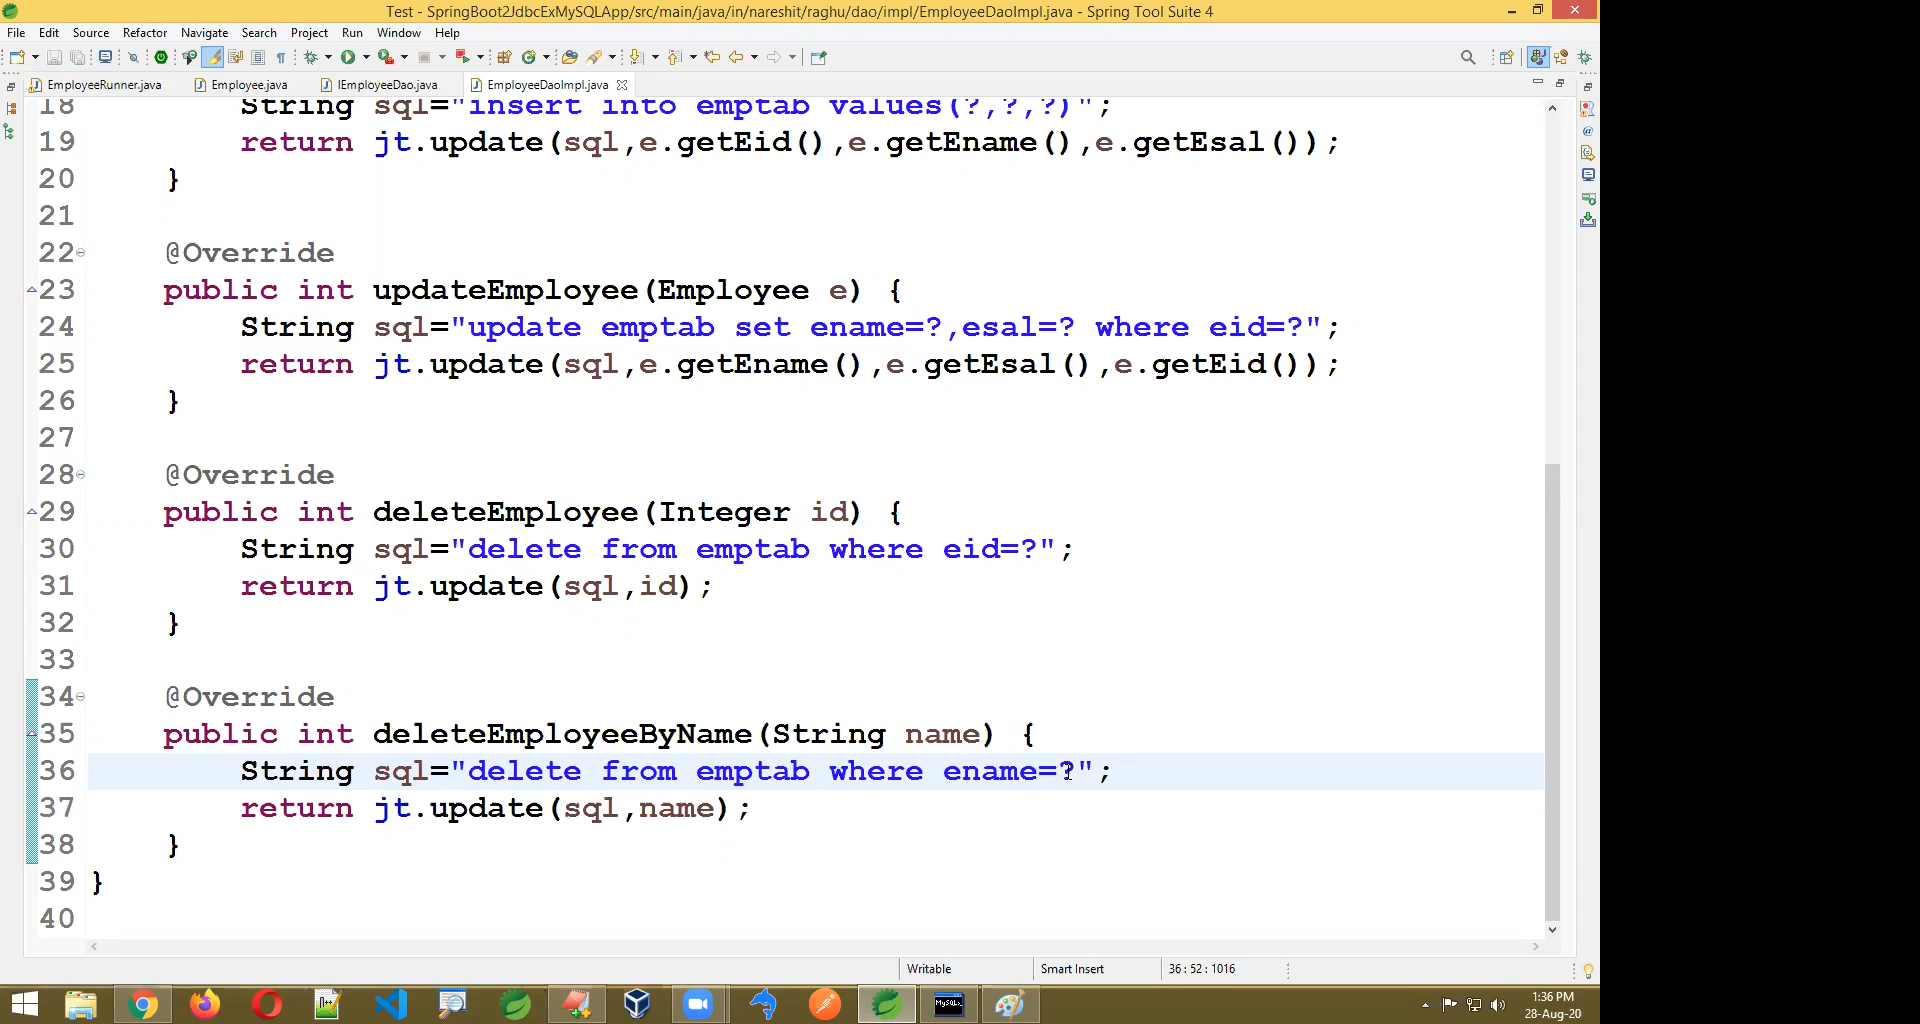 Test - SpringBoot2JdbcExMySQLApp/src/main/java/in/nareshit/raghu/dao/impl/EmployeeDaoImpl.java - Spring Tool Suite 4
File Edit Source Refactor Navigate Search Project Run Window Help
EmployeeRunner.java Employee.java IEmployeeDao.java EmployeeDaoImpl.java
18 String sql="insert into emptab values(?,?,?)";
19 return jt.update(sql,e.getEid(),e.getEname(),e.getEsal());
20 }
21
22 @Override
23 public int updateEmployee(Employee e) {
24 String sql="update emptab set ename=?,esal=? where eid=?";
25 return jt.update(sql,e.getEname(),e.getEsal(),e.getEid());
26 }
27
28 @Override
29 public int deleteEmployee(Integer id) {
30 String sql="delete from emptab where eid=?";
31 return jt.update(sql,id);
32 }
33
34 @Override
35 public int deleteEmployeeByName(String name) {
36 String sql="delete from emptab where ename=?";
37 return jt.update(sql,name);
38 }
39 }
40
Writable Smart Insert 36 : 52 : 1016
1:36 PM
28-Aug-20